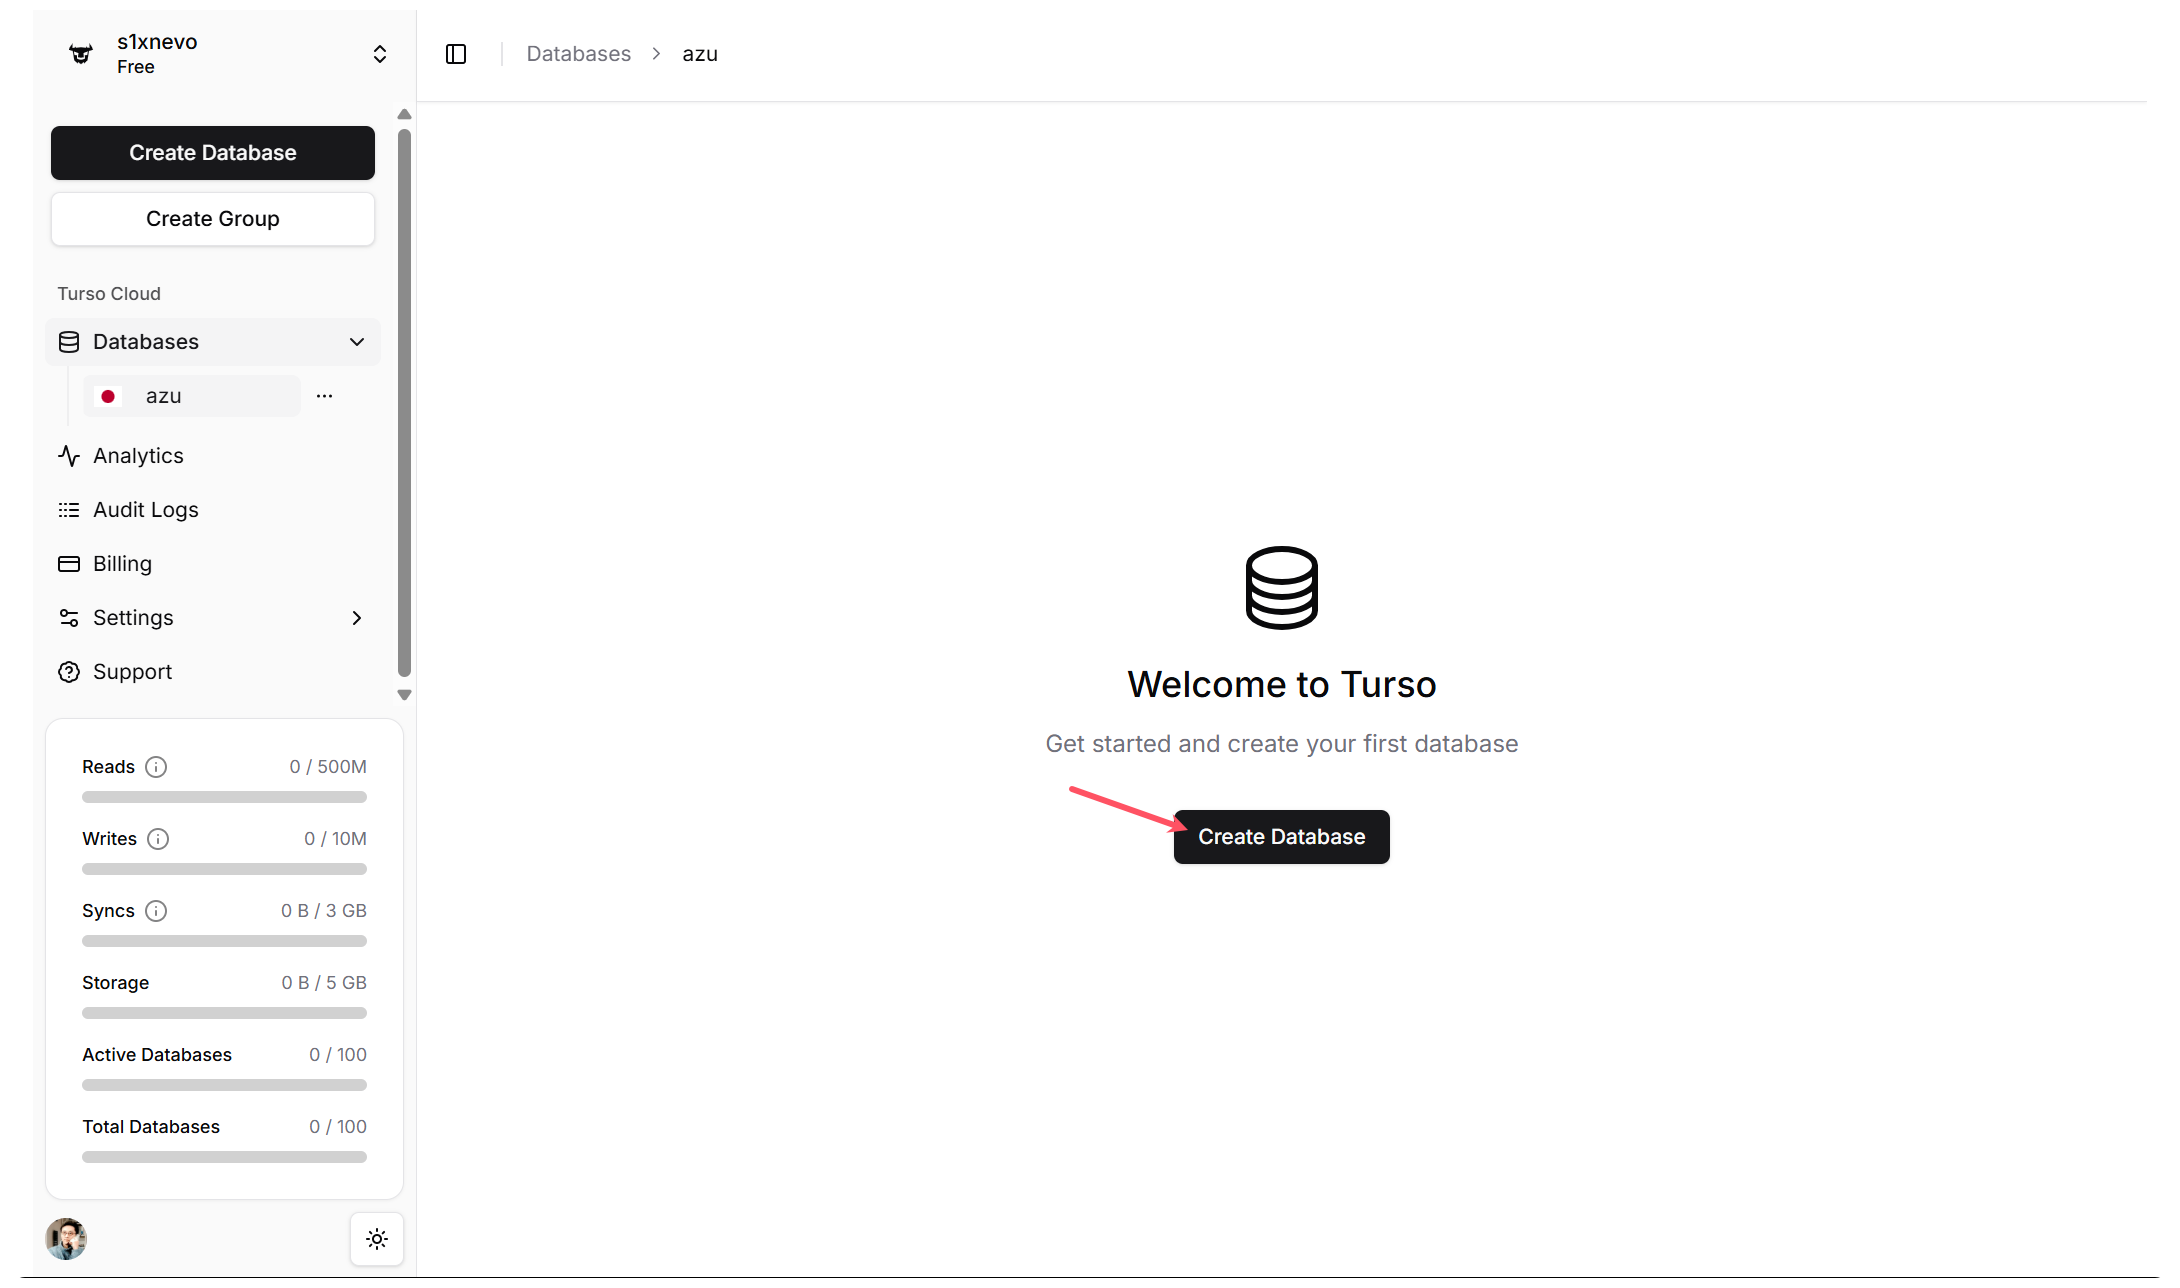 s1xnevo
Free
Create Database
Create Group
Turso Cloud
Databases
azu
Analytics
Audit Logs
Billing
Settings
Support
Reads 0 / 500M
Writes 0 / 10M
Syncs 0 B / 3 GB
Storage 0 B / 5 GB
Active Databases 0 / 100
Total Databases 0 / 100
Databases > azu
Welcome to Turso
Get started and create your first database
Create Database